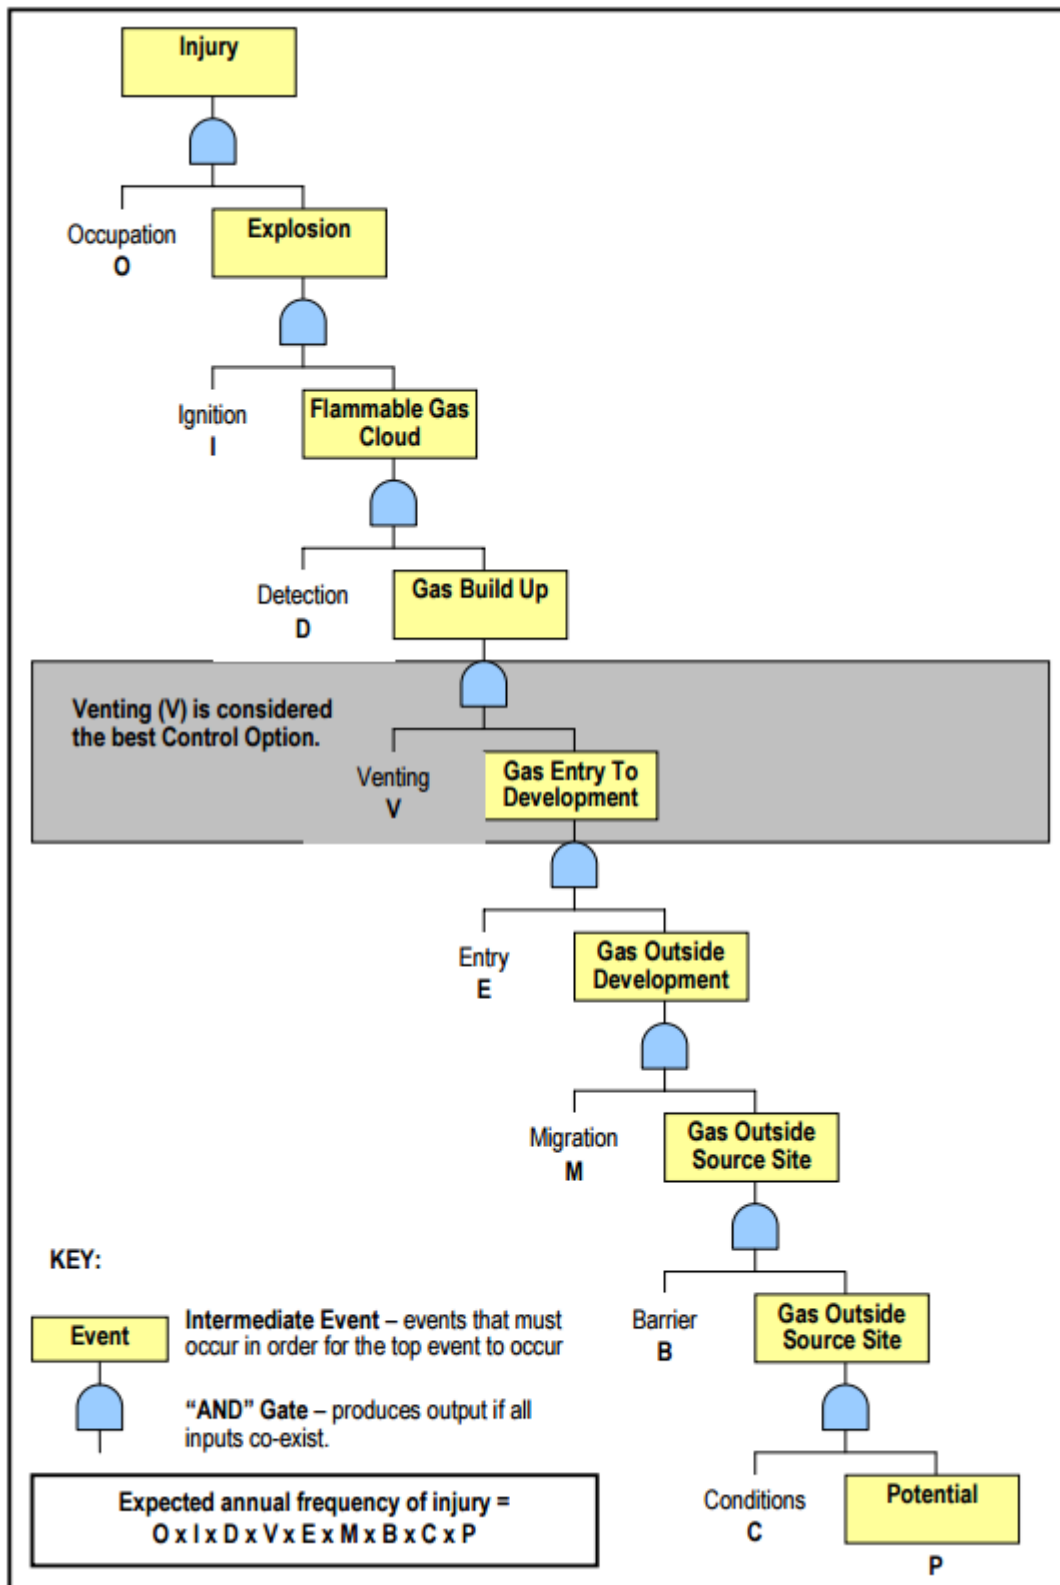 Injury
Occupation
O
Explosion
Ignition
I
Flammable Gas
Cloud
Detection
D
Gas Build Up
Venting (V) is considered
the best Control Option.
Venting
V
Gas Entry To
Development
Entry
E
Gas Outside
Development
Migration
M
Gas Outside
Source Site
Barrier
B
Gas Outside
Source Site
Conditions
C
Potential
P
KEY:
Event
Intermediate Event – events that must
occur in order for the top event to occur
“AND” Gate – produces output if all
inputs co-exist.
Expected annual frequency of injury =
O x I x D x V x E x M x B x C x P